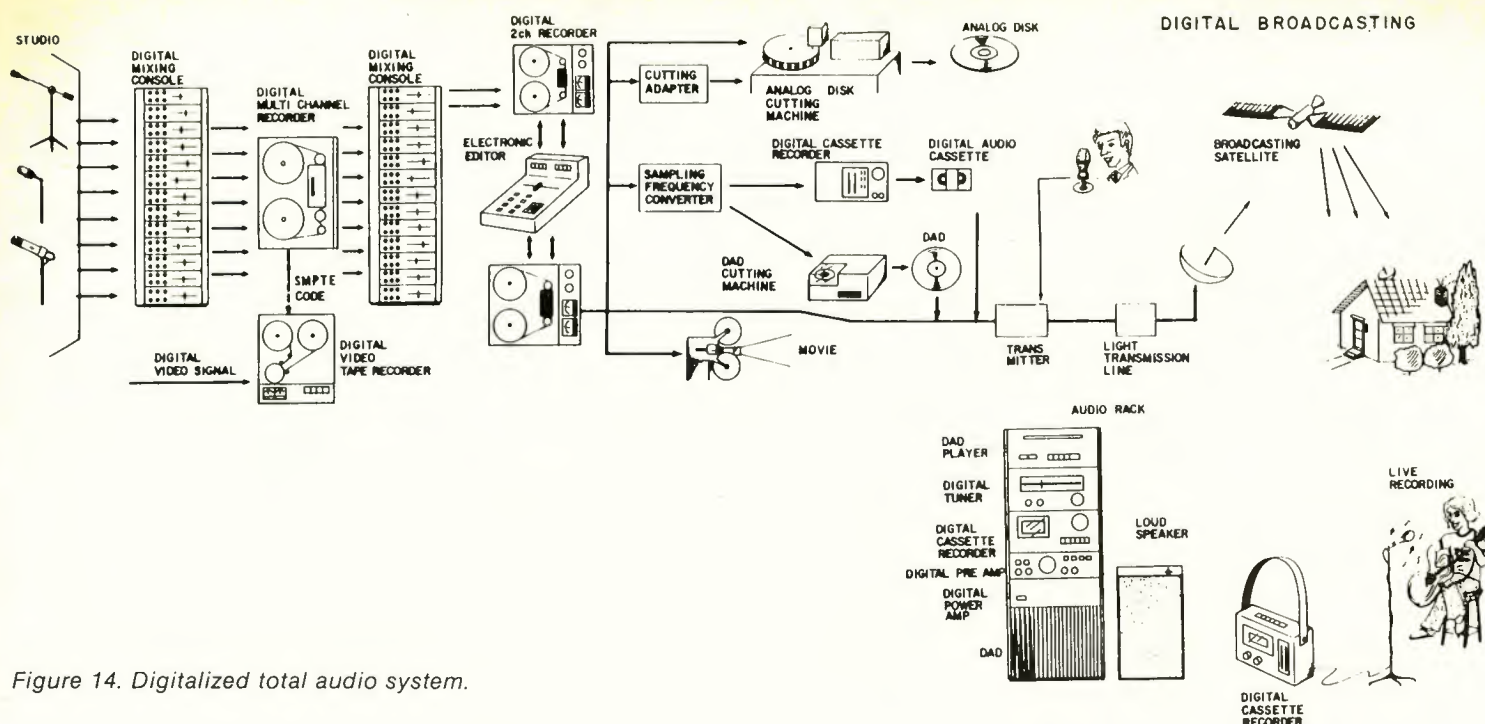 DIGITAL BROADCASTING
STUDIO
DIGITAL
MIXING
CONSOLE
DIGITAL
MULTI CHANNEL
RECORDER
DIGITAL
MIXING
CONSOLE
DIGITAL
2ch RECORDER
ELECTRONIC
EDITOR
SMPTE
CODE
DIGITAL
VIDEO SIGNAL
DIGITAL
VIDEO
TAPE RECORDER
CUTTING
ADAPTER
ANALOG DISK
CUTTING
MACHINE
ANALOG DISK
SAMPLING
FREQUENCY
CONVERTER
DIGITAL CASSETTE
RECORDER
DIGITAL AUDIO
CASSETTE
DAD
CUTTING
MACHINE
DAD
MOVIE
TRANS
MITTER
LIGHT
TRANSMISSION
LINE
BROADCASTING
SATELLITE
AUDIO RACK
DAD
PLAYER
DIGITAL
TUNER
DIGTAL
CASSETTE
RECORDER
DIGITAL PRE AMP
DIGITAL
POWER
AMP
DAD
LOUD
SPEAKER
LIVE
RECORDING
DIGITAL
CASSETTE
RECORDER
Figure 14. Digitalized total audio system.